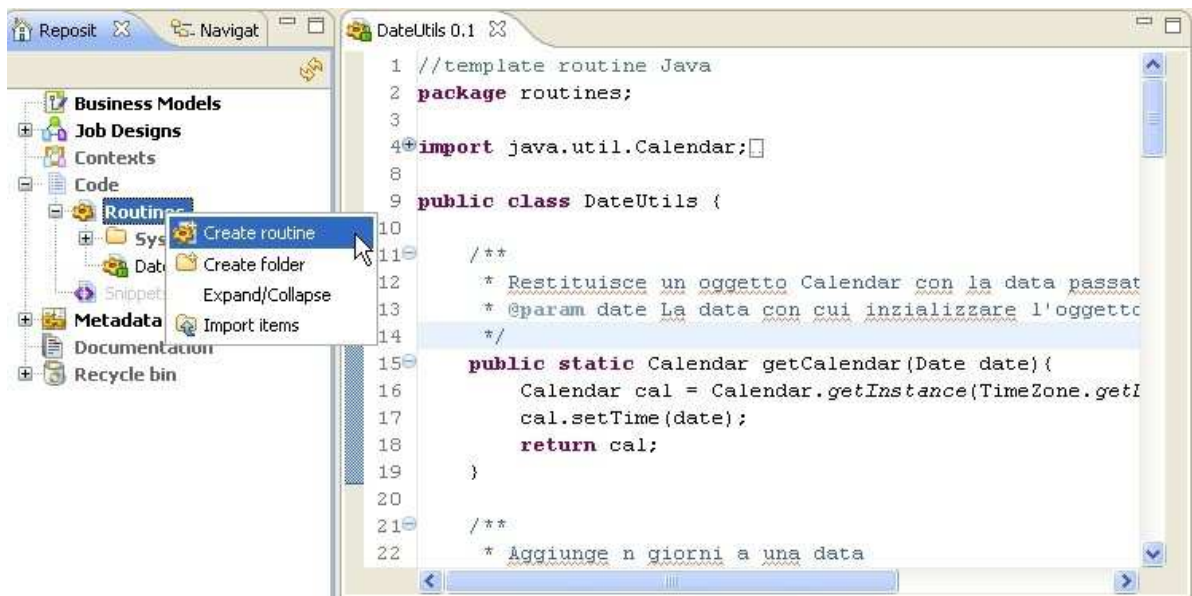 Reposit
Navigat
Business Models
Job Designs
Contexts
Code
Routines
Sys
Date
Snippets
Metadata
Documentation
Recycle bin
Create routine
Create folder
Expand/Collapse
Import items
DateUtils 0.1
1 //template routine Java
2 package routines;
3
4 import java.util.Calendar;
8
9 public class DateUtils {
10
11 /**
12 * Restituisce un oggetto Calendar con la data passat
13 * @param date La data con cui inzializzare l'oggetto
14 */
15 public static Calendar getCalendar(Date date){
16 Calendar cal = Calendar.getInstance(TimeZone.getI
17 cal.setTime(date);
18 return cal;
19 }
20
21 /**
22 * Aggiunge n giorni a una data